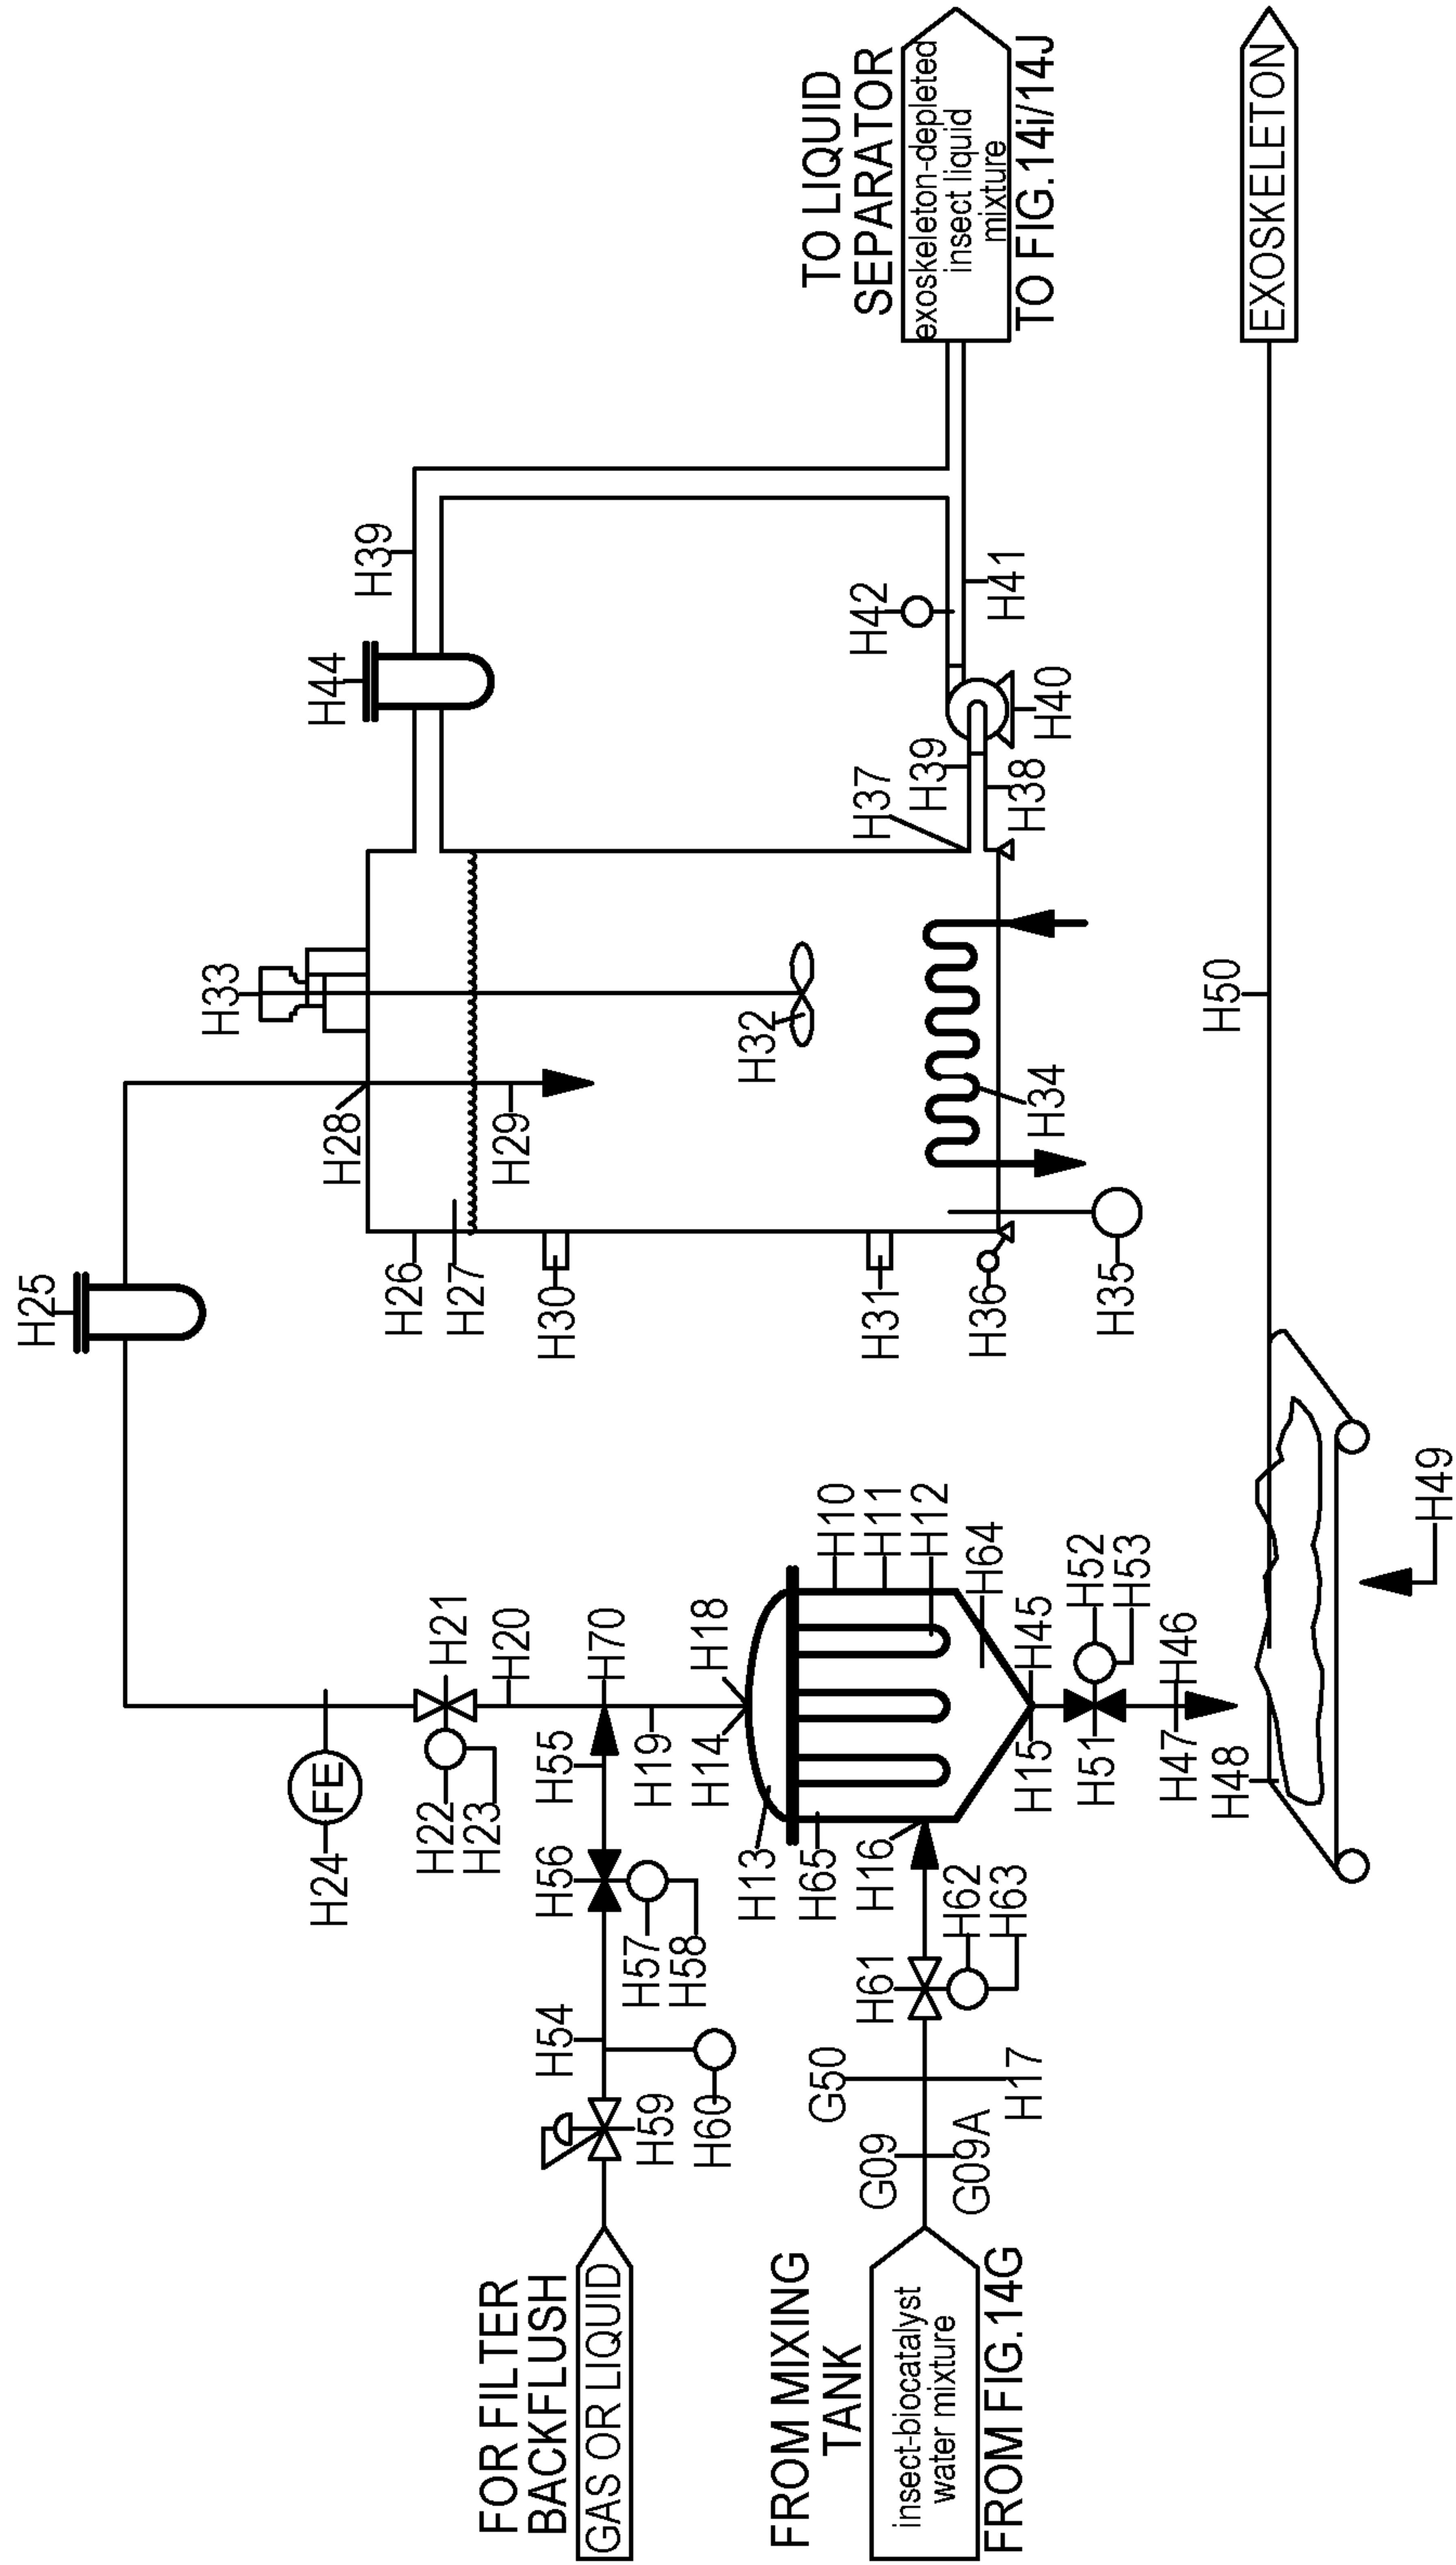 H25
H24
FE
H22
H23
H21
H20
H28
H33
H44
H39
H26
H27
H29
H30
H31
H32
H34
H36
H35
H37
H39
H38
H40
H42
H41
TO LIQUID
SEPARATOR
exoskeleton-depleted
insect liquid
mixture
TO FIG.14i/14J
FOR FILTER
BACKFLUSH
GAS OR LIQUID
H59
H60
H54
H57
H58
H56
H55
H70
H19
H14
H18
H13
H65
H16
H10
H11
H12
H64
H15
H45
H51
H52
H53
H47
H46
FROM MIXING
TANK
insect-biocatalyst
water mixture
FROM FIG.14G
G09
G09A
G50
H17
H61
H62
H63
H48
H49
H50
EXOSKELETON